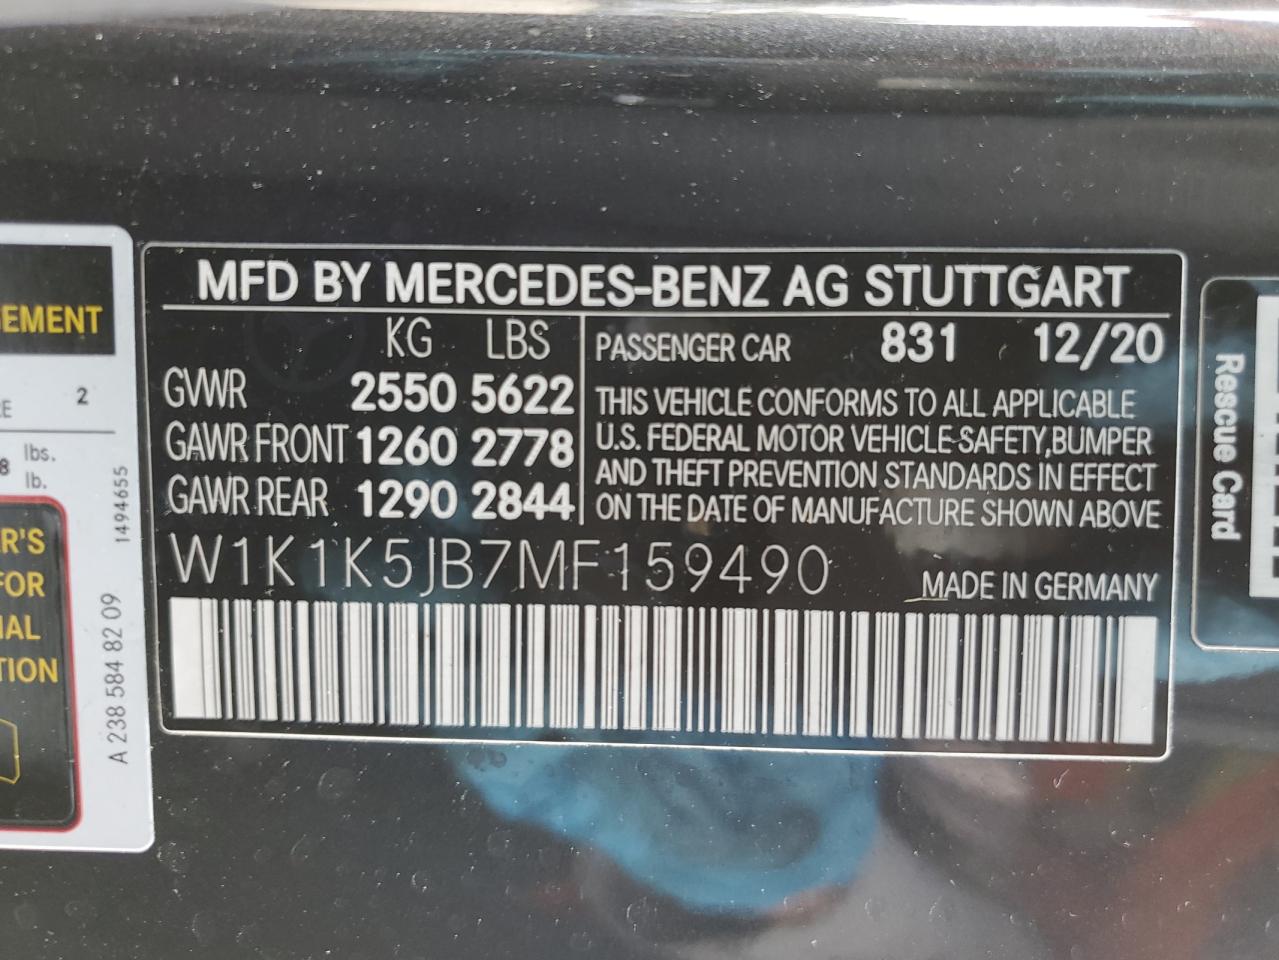 MFD BY MERCEDES-BENZ AG STUTTGART
KG LBS
GVWR 2550 5622
GAWR FRONT 1260 2778
GAWR REAR 1290 2844
PASSENGER CAR 831 12/20
THIS VEHICLE CONFORMS TO ALL APPLICABLE
U.S. FEDERAL MOTOR VEHICLE SAFETY, BUMPER
AND THEFT PREVENTION STANDARDS IN EFFECT
ON THE DATE OF MANUFACTURE SHOWN ABOVE
W1K1K5JB7MF159490
MADE IN GERMANY
EMENT
2
lbs.
8 lb.
R'S
FOR
IAL
TION
1494655
A 238 584 82 09
Rescue Card